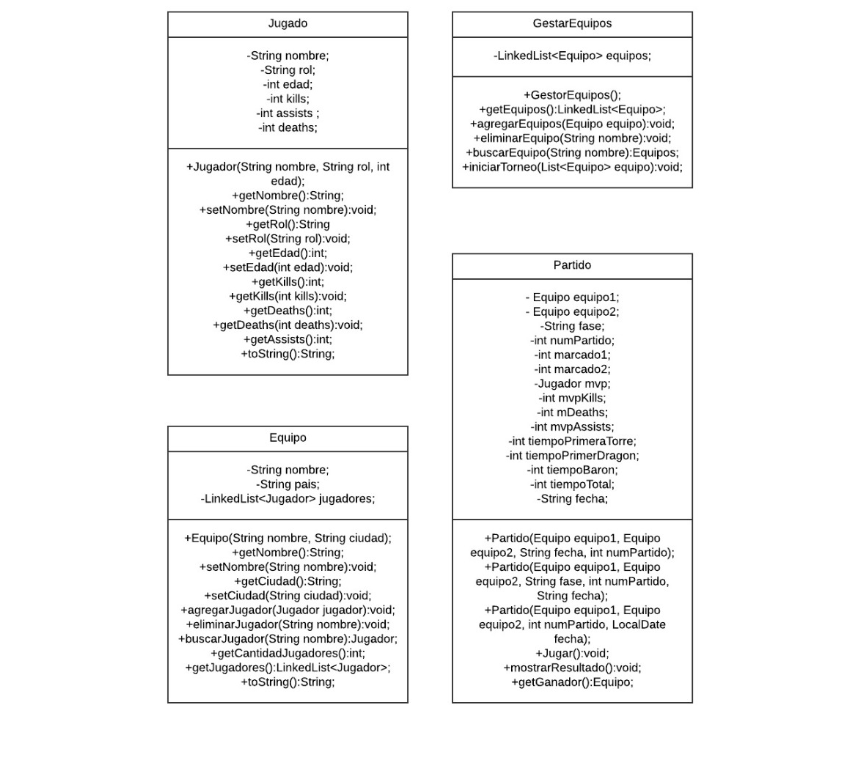 Jugado
-String nombre;
-String rol;
-int edad;
-int kills;
-int assists ;
-int deaths;
+Jugador(String nombre, String rol, int
edad);
+getNombre():String;
+setNombre(String nombre):void;
+getRol():String
+setRol(String rol):void;
+getEdad():int;
+setEdad(int edad):void;
+getKills():int;
+getKills(int kills):void;
+getDeaths():int;
+getDeaths(int deaths):void;
+getAssists():int;
+toString():String;
Equipo
-String nombre;
-String pais;
-LinkedList<Jugador> jugadores;
+Equipo(String nombre, String ciudad);
+getNombre():String;
+setNombre(String nombre):void;
+getCiudad():String;
+setCiudad(String ciudad):void;
+agregarJugador(Jugador jugador):void;
+eliminarJugador(String nombre):void;
+buscarJugador(String nombre):Jugador;
+getCantidadJugadores():int;
+getJugadores():LinkedList<Jugador>;
+toString():String;
GestarEquipos
-LinkedList<Equipo> equipos;
+GestorEquipos();
+getEquipos():LinkedList<Equipo>;
+agregarEquipos(Equipo equipo):void;
+eliminarEquipo(String nombre):void;
+buscarEquipo(String nombre):Equipos;
+iniciarTorneo(List<Equipo> equipo):void;
Partido
- Equipo equipo1;
- Equipo equipo2;
-String fase;
-int numPartido;
-int marcado1;
-int marcado2;
-Jugador mvp;
-int mvpKills;
-int mDeaths;
-int mvpAssists;
-int tiempoPrimeraTorre;
-int tiempoPrimerDragon;
-int tiempoBaron;
-int tiempoTotal;
-String fecha;
+Partido(Equipo equipo1, Equipo
equipo2, String fecha, int numPartido);
+Partido(Equipo equipo1, Equipo
equipo2, String fase, int numPartido,
String fecha);
+Partido(Equipo equipo1, Equipo
equipo2, int numPartido, LocalDate
fecha);
+Jugar():void;
+mostrarResultado():void;
+getGanador():Equipo;